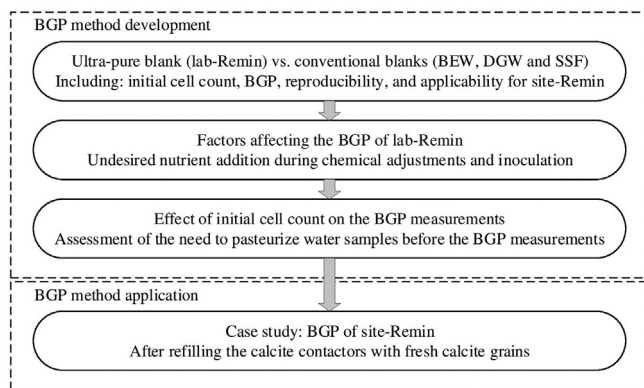 BGP method development
Ultra-pure blank (lab-Remin) vs. conventional blanks (BEW, DGW and SSF)
Including: initial cell count, BGP, reproducibility, and applicability for site-Remin
Factors affecting the BGP of lab-Remin
Undesired nutrient addition during chemical adjustments and inoculation
Effect of initial cell count on the BGP measurements
Assessment of the need to pasteurize water samples before the BGP measurements
BGP method application
Case study: BGP of site-Remin
After refilling the calcite contactors with fresh calcite grains